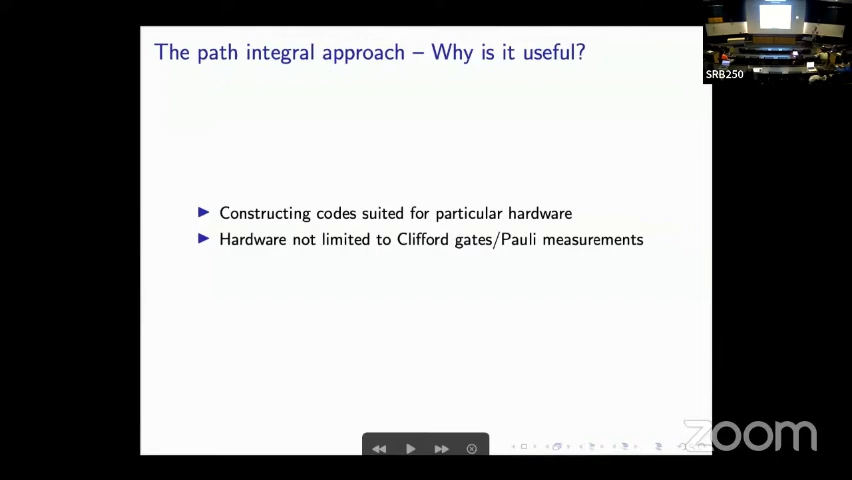 The path integral approach – Why is it useful?
SRB250
Constructing codes suited for particular hardware
Hardware not limited to Clifford gates/Pauli measurements
zoom